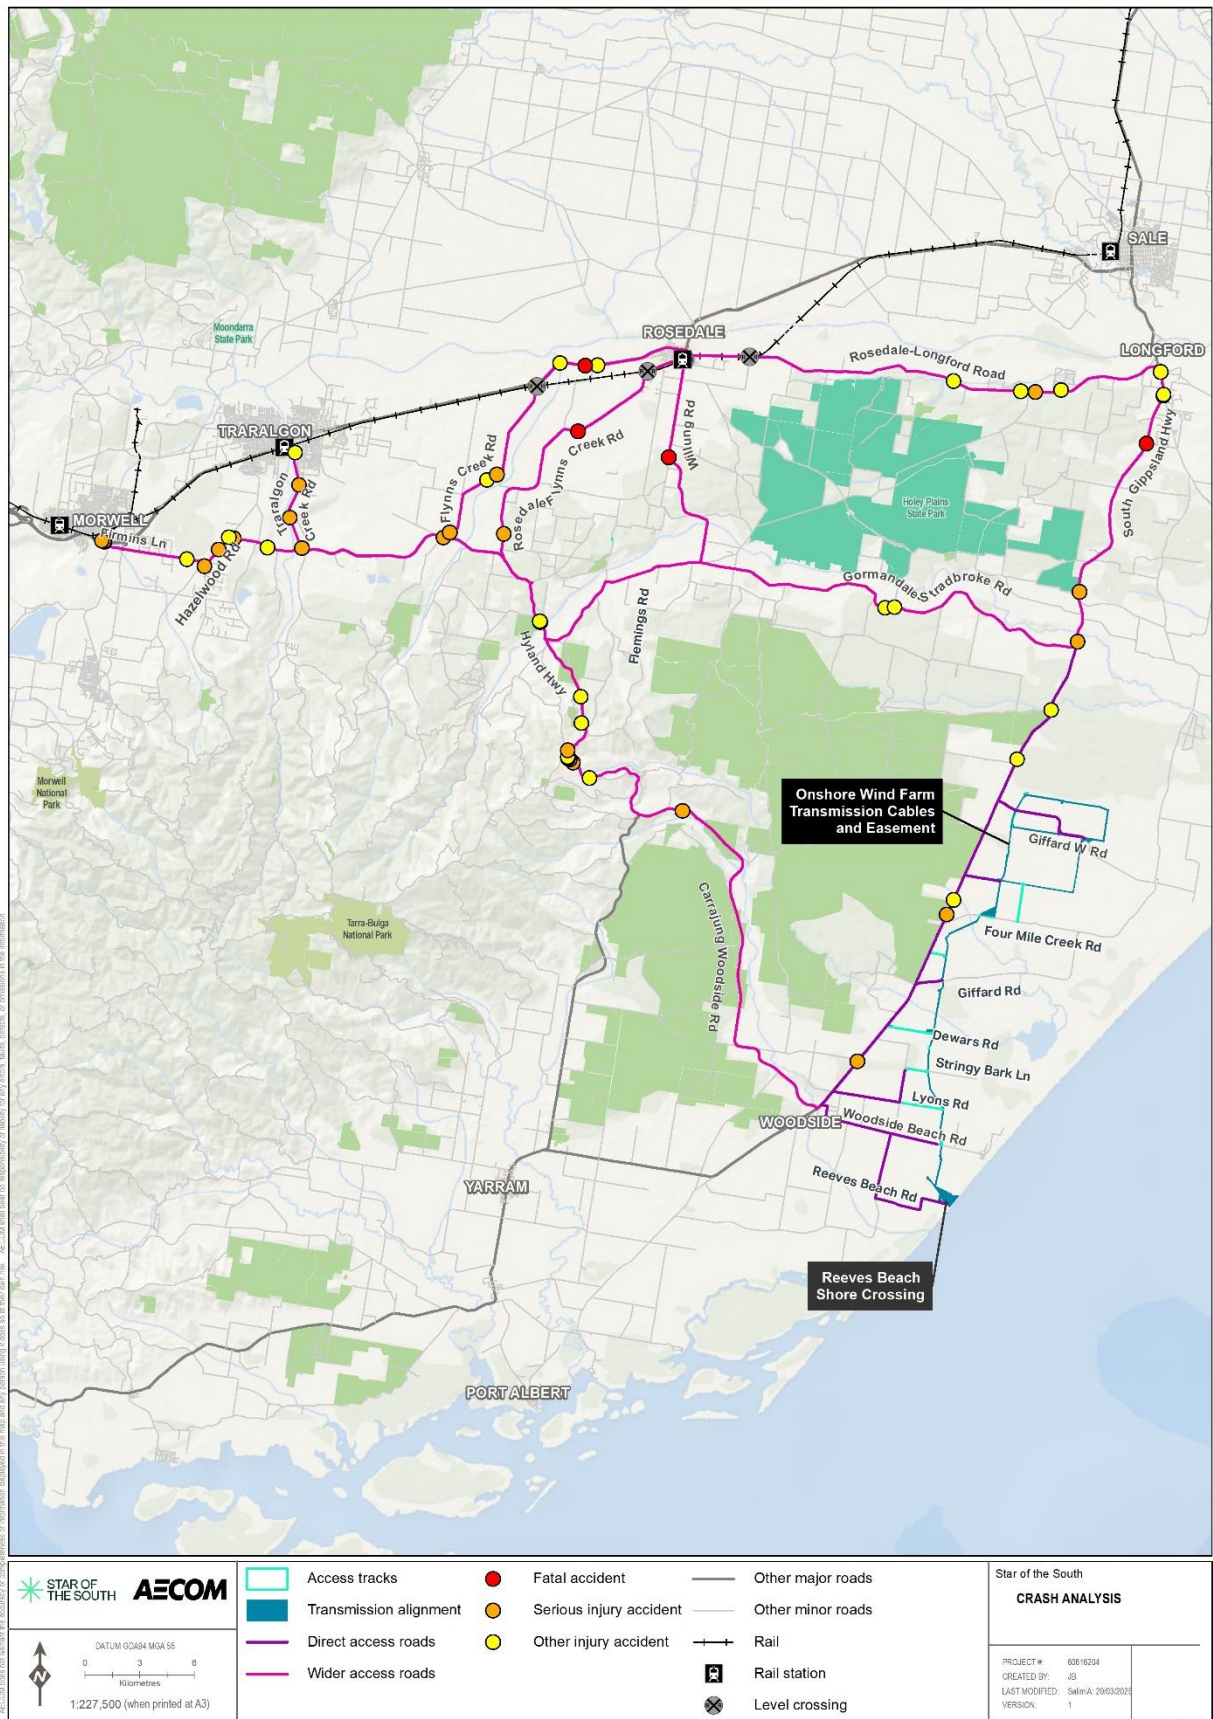 SALE
Moondarra
State Park
ROSEDALE
LONGFORD
Rosedale-Longford Road
TRARALGON
Willung Rd
Flynns Creek Rd
RosedaleFlynns Creek Rd
South Gippsland Hwy
Traralgon
Creek Rd
Holey Plains
State Park
MORWELL
Firmins Ln
Hazelwood Rd
Gormandale-Stradbroke Rd
Flemings Rd
Hyland Hwy
Morwell
National
Park
Onshore Wind Farm
Transmission Cables
and Easement
Giffard W Rd
Tarra-Bulga
National Park
Carrajung Woodside Rd
Four Mile Creek Rd
Giffard Rd
Dewars Rd
Stringy Bark Ln
Lyons Rd
WOODSIDE
Woodside Beach Rd
YARRAM
Reeves Beach Rd
Reeves Beach
Shore Crossing
PORT ALBERT
STAR OF
THE SOUTH
AECOM
DATUM GDA94 MGA 55
N
0 3 6
Kilometres
1:227,500 (when printed at A3)
Access tracks
Transmission alignment
Direct access roads
Wider access roads
Fatal accident
Serious injury accident
Other injury accident
Other major roads
Other minor roads
Rail
Rail station
Level crossing
Star of the South
CRASH ANALYSIS
PROJECT #: 60616204
CREATED BY: JB
LAST MODIFIED: SalimA: 20/03/2025
VERSION: 1